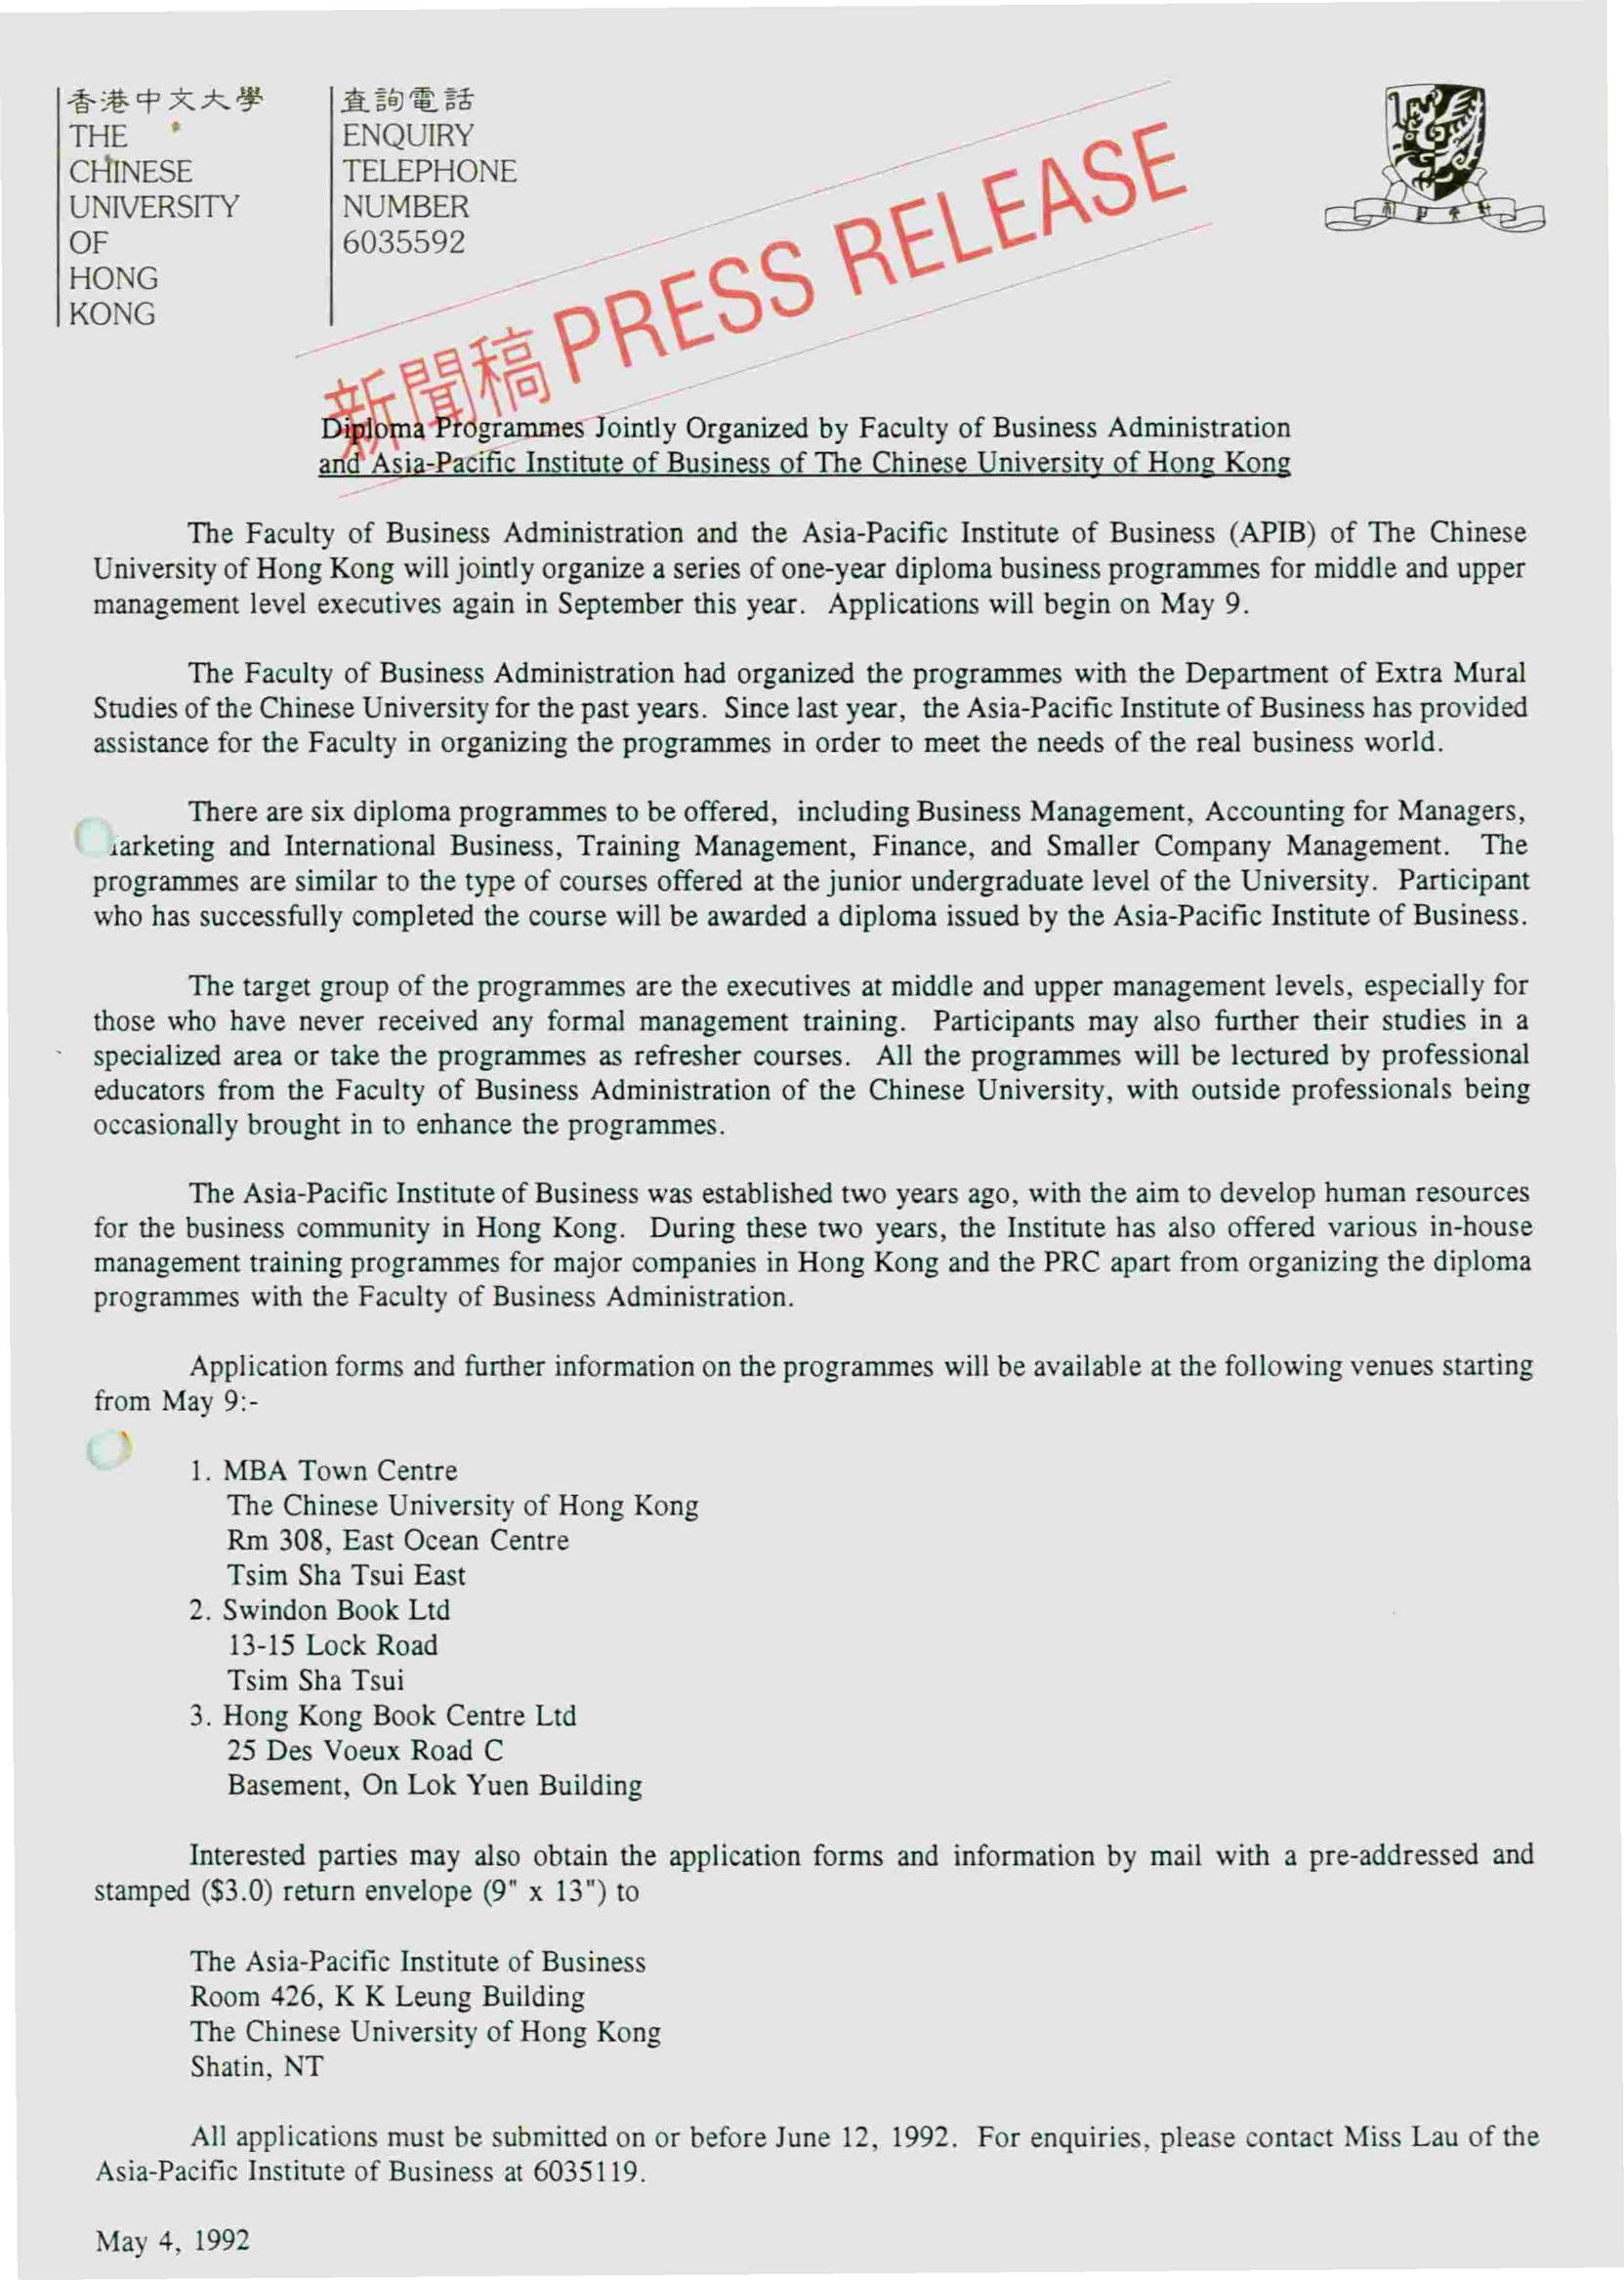 香港中文大學
THE
CHINESE
UNIVERSITY
OF
HONG
KONG
查詢電話
ENQUIRY
TELEPHONE
NUMBER
6035592
新聞稿 PRESS RELEASE
Diploma Programmes Jointly Organized by Faculty of Business Administration
and Asia-Pacific Institute of Business of The Chinese University of Hong Kong
The Faculty of Business Administration and the Asia-Pacific Institute of Business (APIB) of The Chinese
University of Hong Kong will jointly organize a series of one-year diploma business programmes for middle and upper
management level executives again in September this year. Applications will begin on May 9.
The Faculty of Business Administration had organized the programmes with the Department of Extra Mural
Studies of the Chinese University for the past years. Since last year, the Asia-Pacific Institute of Business has provided
assistance for the Faculty in organizing the programmes in order to meet the needs of the real business world.
There are six diploma programmes to be offered, including Business Management, Accounting for Managers,
arketing and International Business, Training Management, Finance, and Smaller Company Management. The
programmes are similar to the type of courses offered at the junior undergraduate level of the University. Participant
who has successfully completed the course will be awarded a diploma issued by the Asia-Pacific Institute of Business.
The target group of the programmes are the executives at middle and upper management levels, especially for
those who have never received any formal management training. Participants may also further their studies in a
specialized area or take the programmes as refresher courses. All the programmes will be lectured by professional
educators from the Faculty of Business Administration of the Chinese University, with outside professionals being
occasionally brought in to enhance the programmes.
The Asia-Pacific Institute of Business was established two years ago, with the aim to develop human resources
for the business community in Hong Kong. During these two years, the Institute has also offered various in-house
management training programmes for major companies in Hong Kong and the PRC apart from organizing the diploma
programmes with the Faculty of Business Administration.
Application forms and further information on the programmes will be available at the following venues starting
from May 9:-
1. MBA Town Centre
The Chinese University of Hong Kong
Rm 308, East Ocean Centre
Tsim Sha Tsui East
2. Swindon Book Ltd
13-15 Lock Road
Tsim Sha Tsui
3. Hong Kong Book Centre Ltd
25 Des Voeux Road C
Basement, On Lok Yuen Building
Interested parties may also obtain the application forms and information by mail with a pre-addressed and
stamped ($3.0) return envelope (9" x 13") to
The Asia-Pacific Institute of Business
Room 426, K K Leung Building
The Chinese University of Hong Kong
Shatin, NT
All applications must be submitted on or before June 12, 1992. For enquiries, please contact Miss Lau of the
Asia-Pacific Institute of Business at 6035119.
May 4, 1992